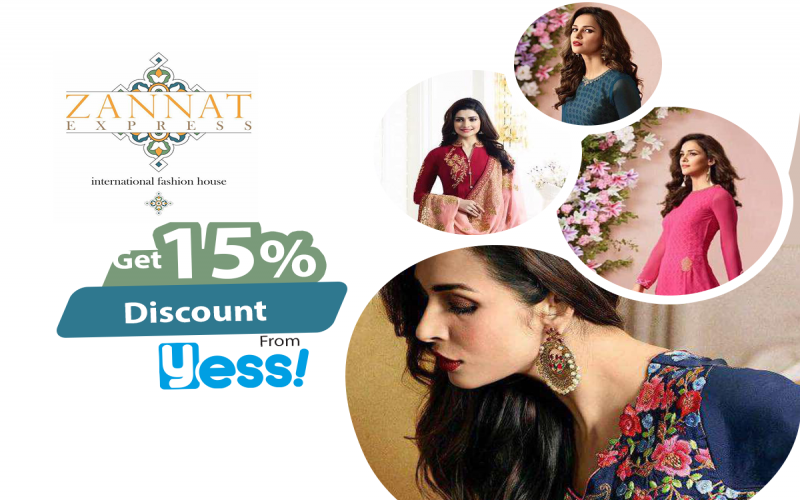 ZANNAT
EXPRESS
international fashion house
Get 15%
Discount
From
Yess!